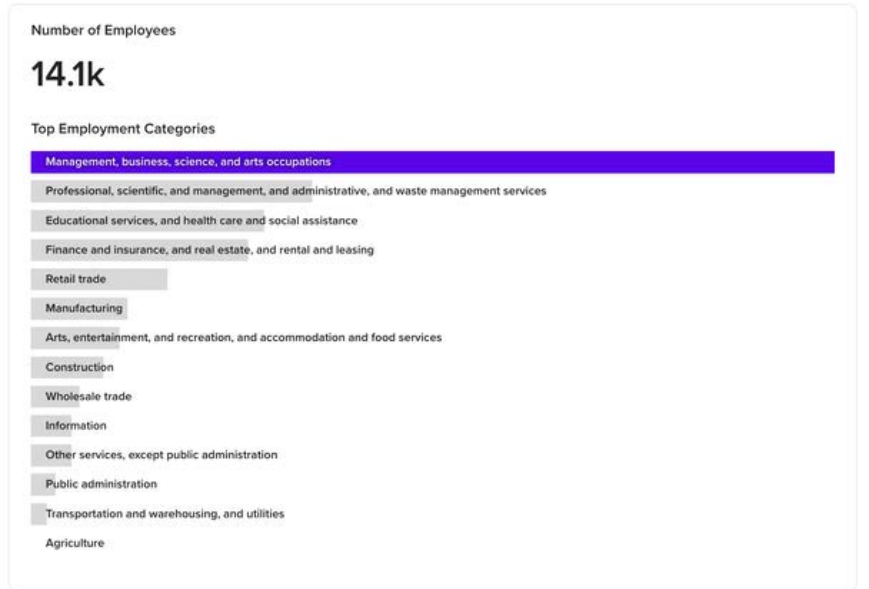 Number of Employees
14.1k
Top Employment Categories
Management, business, science, and arts occupations
Professional, scientific, and management, and administrative, and waste management services
Educational services, and health care and social assistance
Finance and insurance, and real estate, and rental and leasing
Retail trade
Manufacturing
Arts, entertainment, and recreation, and accommodation and food services
Construction
Wholesale trade
Information
Other services, except public administration
Public administration
Transportation and warehousing, and utilities
Agriculture